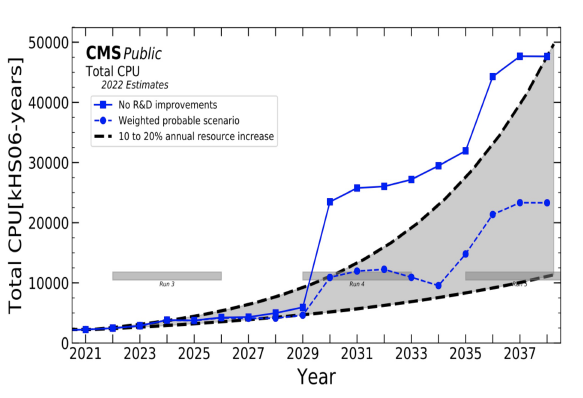 CMS Public
Total CPU
2022 Estimates
No R&D improvements
Weighted probable scenario
10 to 20% annual resource increase
Total CPU[kHS06-years]
50000
40000
30000
20000
10000
0
Run 3
Run 4
Run 5
2021 2023 2025 2027 2029 2031 2033 2035 2037
Year